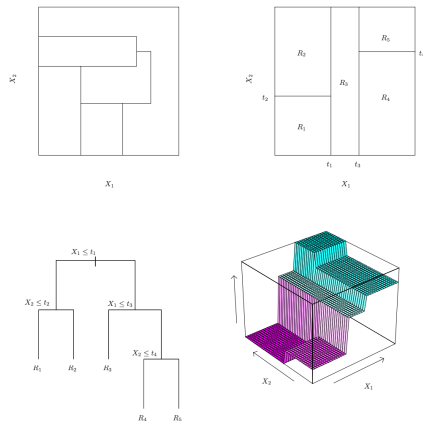 X₂
X₁
X₂
R₂
R₅
R₃
R₄
t₂
R₁
t₁
t₃
X₁
X₁ ≤ t₁
X₂ ≤ t₂
X₁ ≤ t₃
X₂ ≤ t₄
R₁
R₂
R₃
R₄
R₅
X₂
X₁